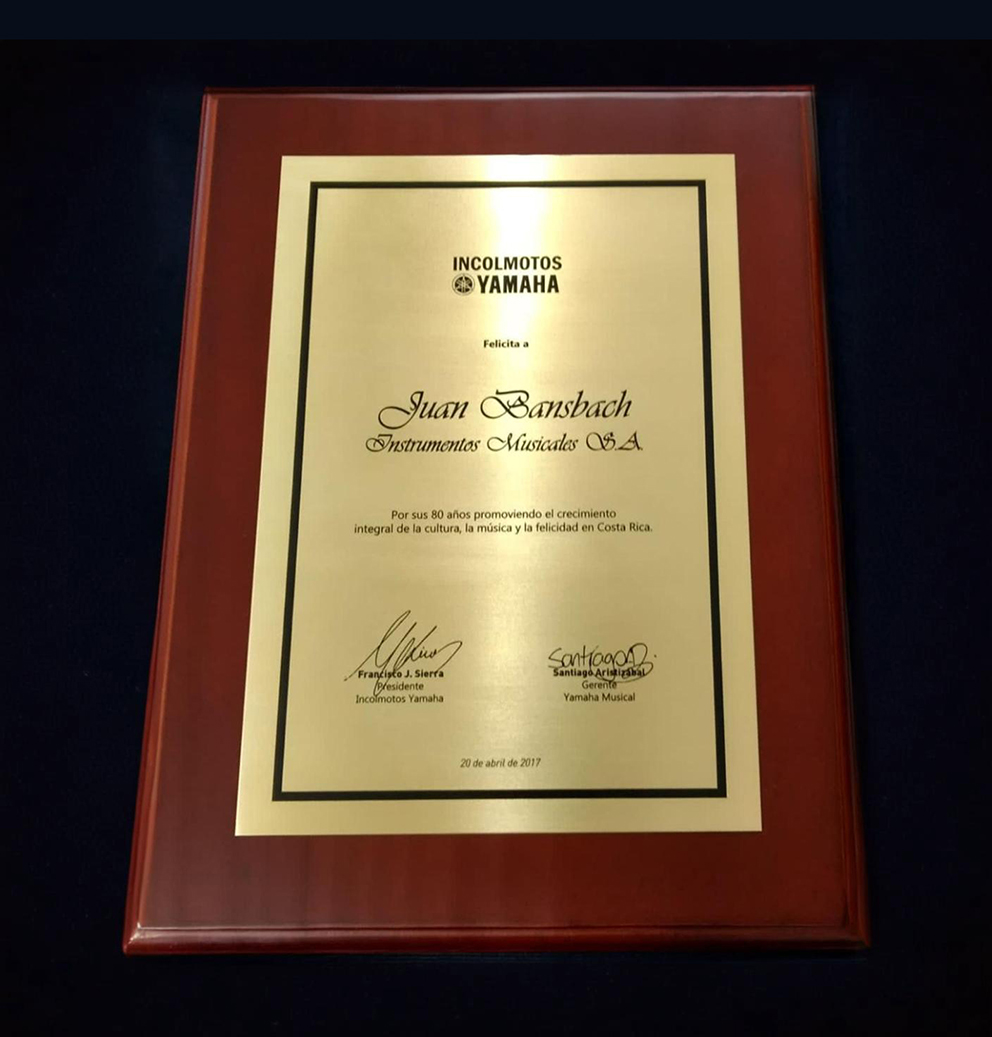 INCOLMOTOS
YAMAHA
Felicita a
Juan Bansbach
Instrumentos Musicales S.A.
Por sus 80 años promoviendo el crecimiento
integral de la cultura, la música y la felicidad en Costa Rica.
Francisco J. Sierra
Presidente
Incolmotos Yamaha
Santiago
Santiago Aristizábal
Gerente
Yamaha Musical
20 de abril de 2017